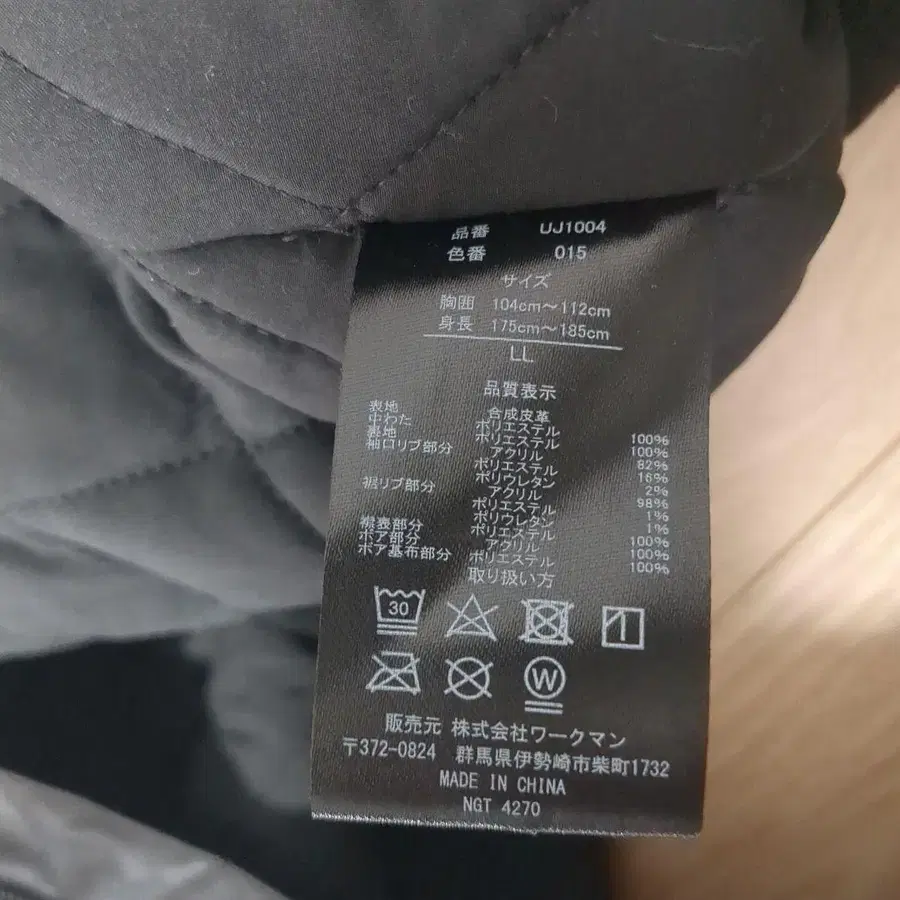 品番 UJ1004
色番 015
サイズ
胸囲 104cm～112cm
身長 175cm～185cm
LL
品質表示
表地 合成皮革
中わた ポリエステル 100%
裏地 ポリエステル 100%
袖口リブ部分 アクリル 82%
ポリエステル 16%
ポリウレタン 2%
裾リブ部分 アクリル 98%
ポリエステル 1%
ポリウレタン 1%
襟表部分 ポリエステル 100%
ボア部分 アクリル 100%
ボア基布部分 ポリエステル 100%
取り扱い方
30
W
販売元 株式会社ワークマン
〒372-0824 群馬県伊勢崎市柴町1732
MADE IN CHINA
NGT 4270